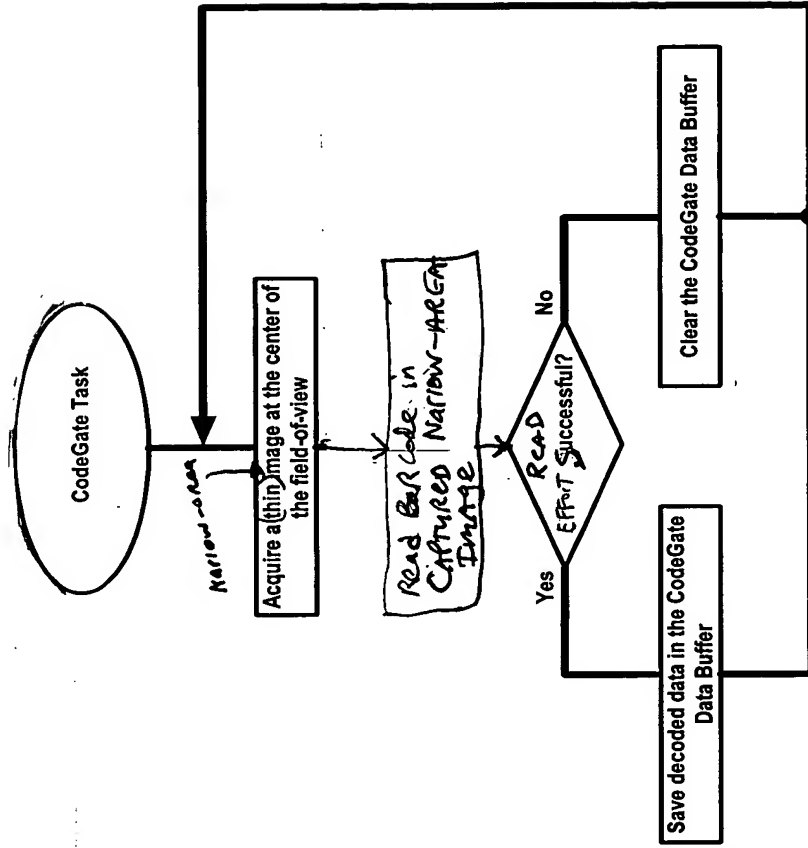 CodeGate Task
Narrow-area
Acquire a (thin) image at the center of
the field-of-view
Read Bar Code in
CAPTURED Narrow-AREA
Image
READ
EFFORT Successful?
Yes
No
Save decoded data in the CodeGate
Data Buffer
Clear the CodeGate Data Buffer